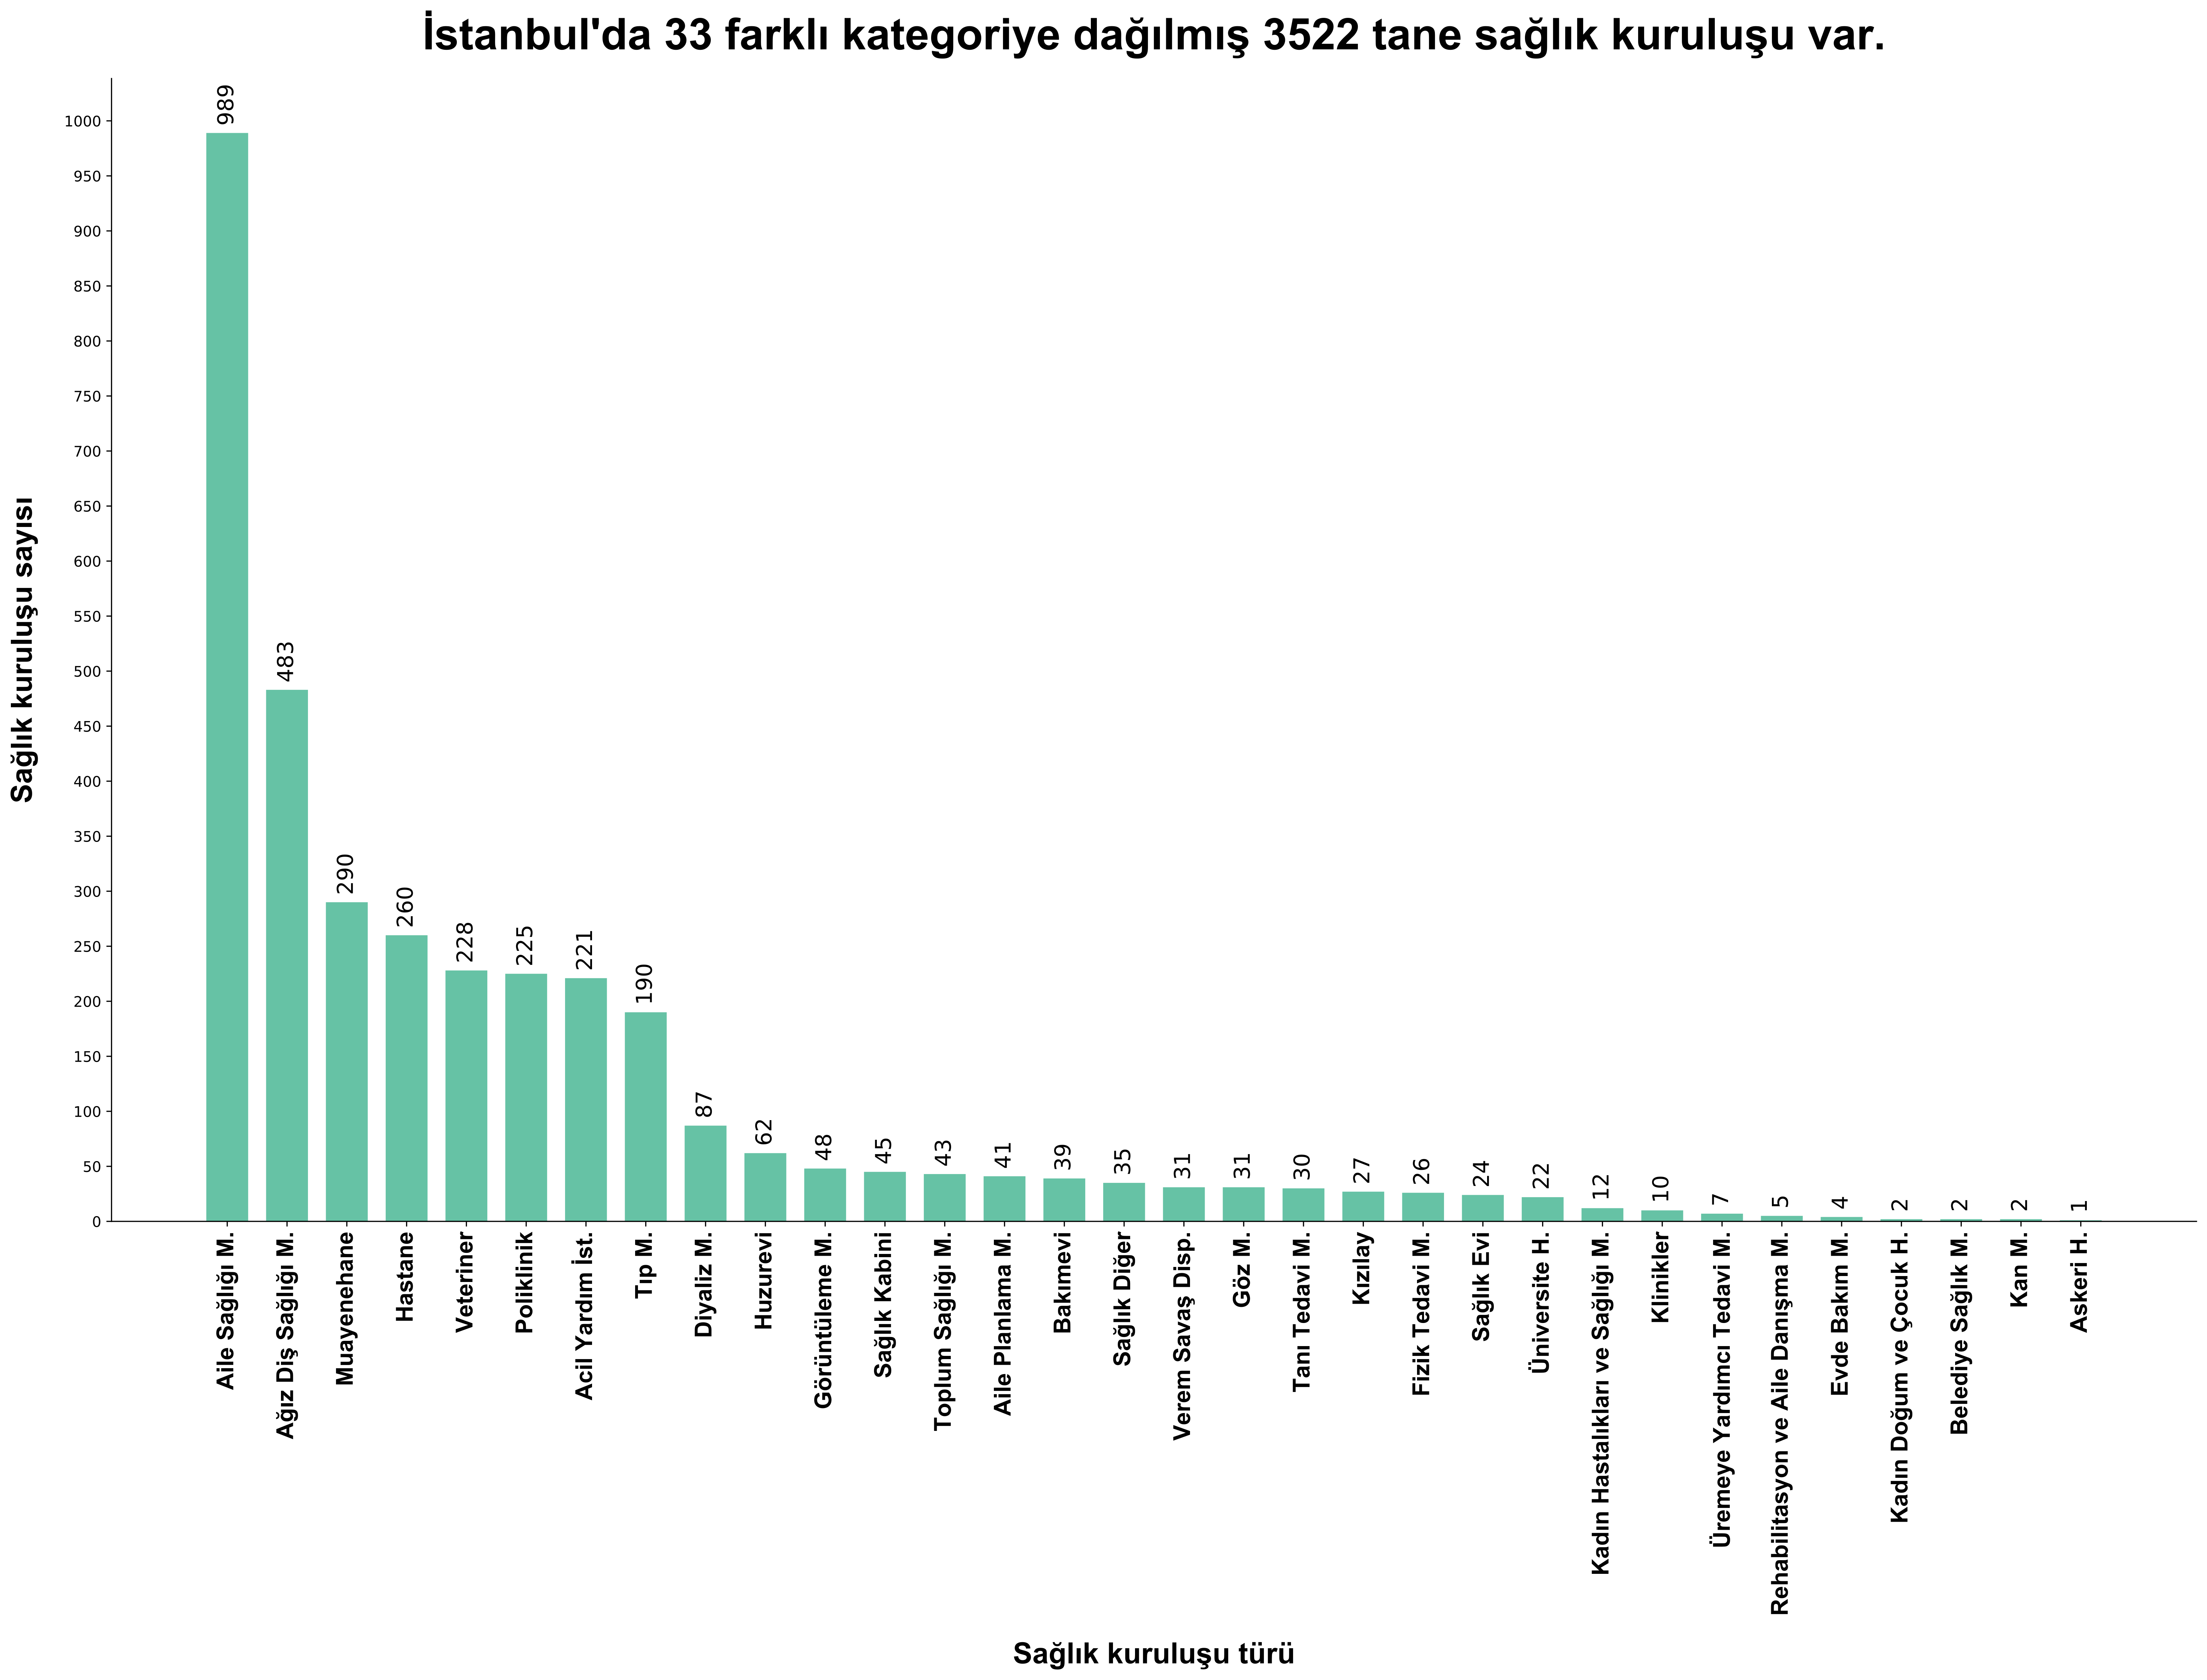 İstanbul'da 33 farklı kategoriye dağılmış 3522 tane sağlık kuruluşu var.
Sağlık kuruluşu sayısı
1000
950
900
850
800
750
700
650
600
550
500
450
400
350
300
250
200
150
100
50
0
989
483
290
260
228
225
221
190
87
62
48
45
43
41
39
35
31
31
30
27
26
24
22
12
10
7
5
4
2
2
2
1
Aile Sağlığı M.
Ağız Diş Sağlığı M.
Muayenehane
Hastane
Veteriner
Poliklinik
Acil Yardım İst.
Tıp M.
Diyaliz M.
Huzurevi
Görüntüleme M.
Sağlık Kabini
Toplum Sağlığı M.
Aile Planlama M.
Bakımevi
Sağlık Diğer
Verem Savaş Disp.
Göz M.
Tanı Tedavi M.
Kızılay
Fizik Tedavi M.
Sağlık Evi
Üniversite H.
Kadın Hastalıkları ve Sağlığı M.
Klinikler
Üremeye Yardımcı Tedavi M.
Rehabilitasyon ve Aile Danışma M.
Evde Bakım M.
Kadın Doğum ve Çocuk H.
Belediye Sağlık M.
Kan M.
Askeri H.
Sağlık kuruluşu türü